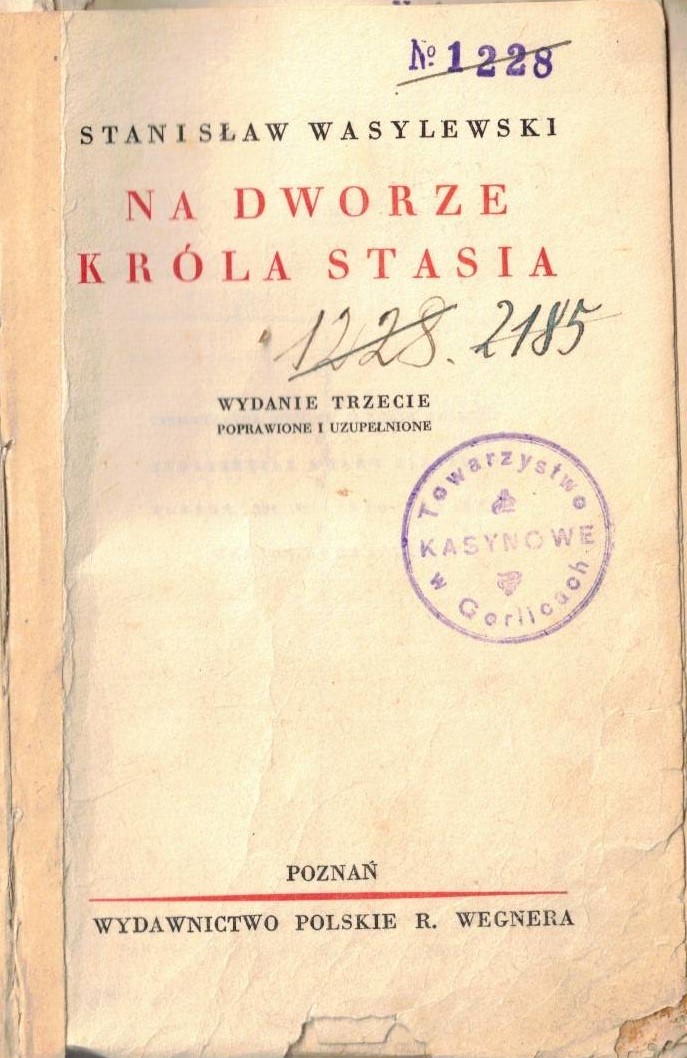 № 1228
STANISŁAW WASYLEWSKI
NA DWORZE
KRÓLA STASIA
1228. 2185
WYDANIE TRZECIE
POPRAWIONE I UZUPEŁNIONE
Towarzystwo
KASYNOWE
w Gorlicach
POZNAŃ
WYDAWNICTWO POLSKIE R. WEGNERA